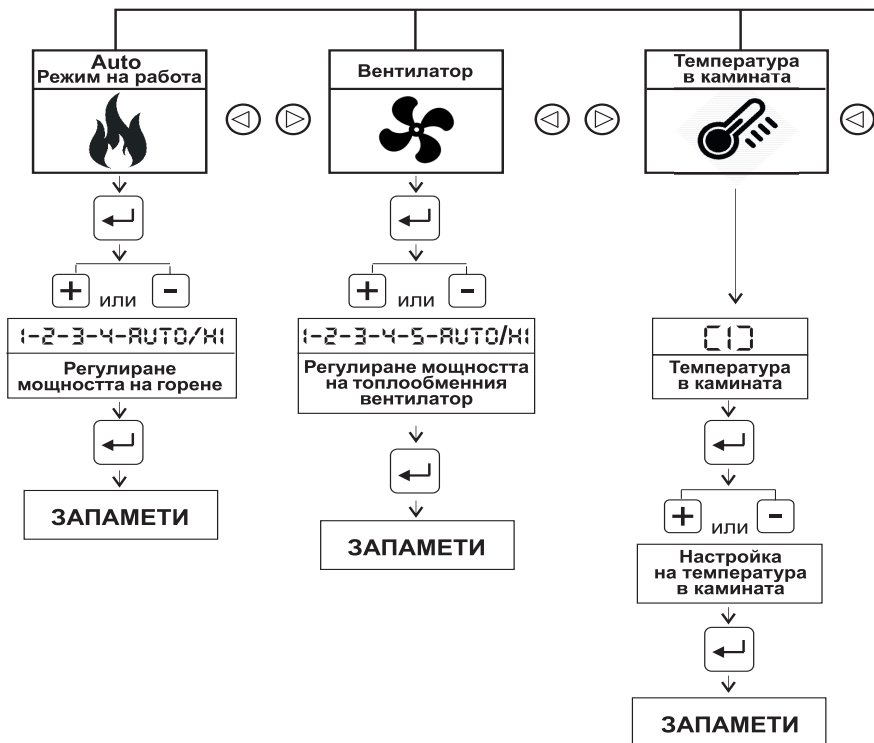 Auto
Режим на работа
Вентилатор
Температура
в камината
+ или -
1-2-3-4-AUTO/HI
Регулиране
мощността на горене
ЗАПАМЕТИ
+ или -
1-2-3-4-5-AUTO/HI
Регулиране мощността
на топлообменния
вентилатор
ЗАПАМЕТИ
[1]
Температура
в камината
+ или -
Настройка
на температура
в камината
ЗАПАМЕТИ